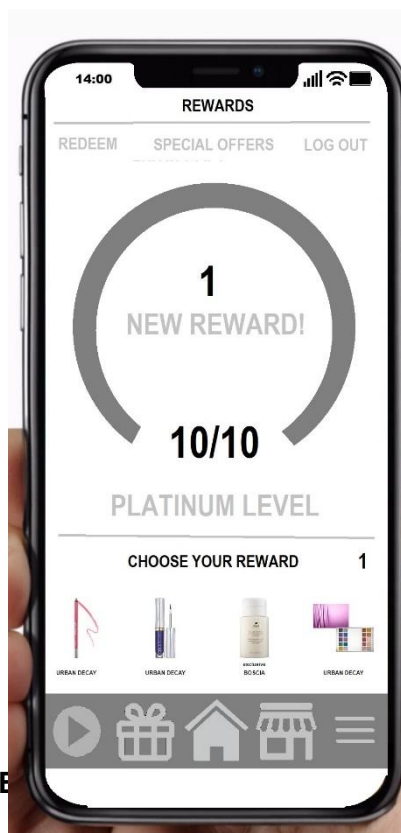 14:00
REWARDS
REDEEM SPECIAL OFFERS LOG OUT
1
NEW REWARD!
10/10
PLATINUM LEVEL
CHOOSE YOUR REWARD 1
URBAN DECAY URBAN DECAY BOSCIA URBAN DECAY